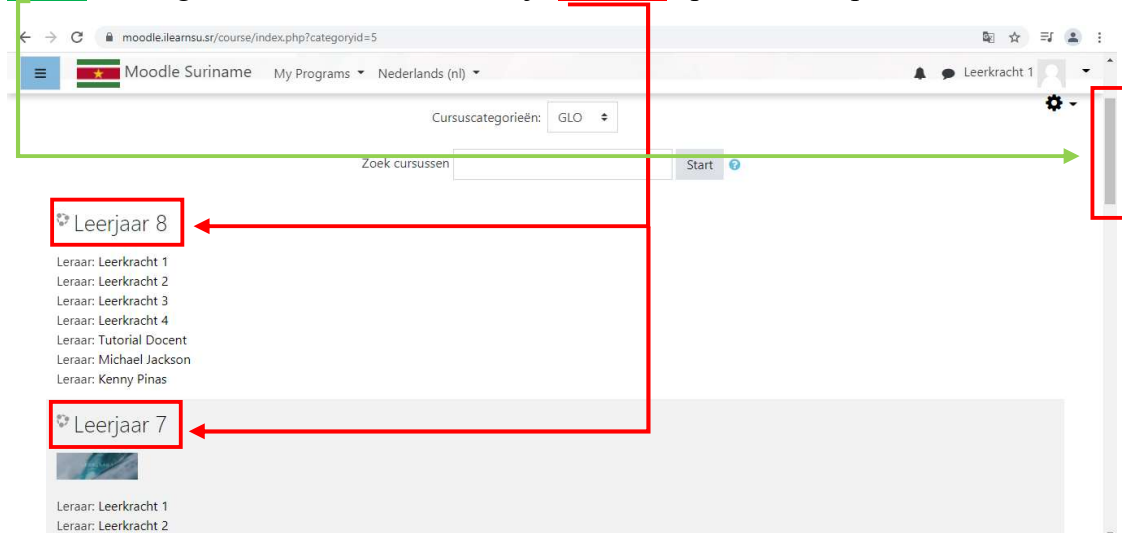 moodle.ilearnsu.sr/course/index.php?categoryid=5
Moodle Suriname My Programs Nederlands (nl) Leerkracht 1
Cursuscategorieën: GLO
Zoek cursussen Start
Leerjaar 8
Leraar: Leerkracht 1
Leraar: Leerkracht 2
Leraar: Leerkracht 3
Leraar: Leerkracht 4
Leraar: Tutorial Docent
Leraar: Michael Jackson
Leraar: Kenny Pinas
Leerjaar 7
Leraar: Leerkracht 1
Leraar: Leerkracht 2